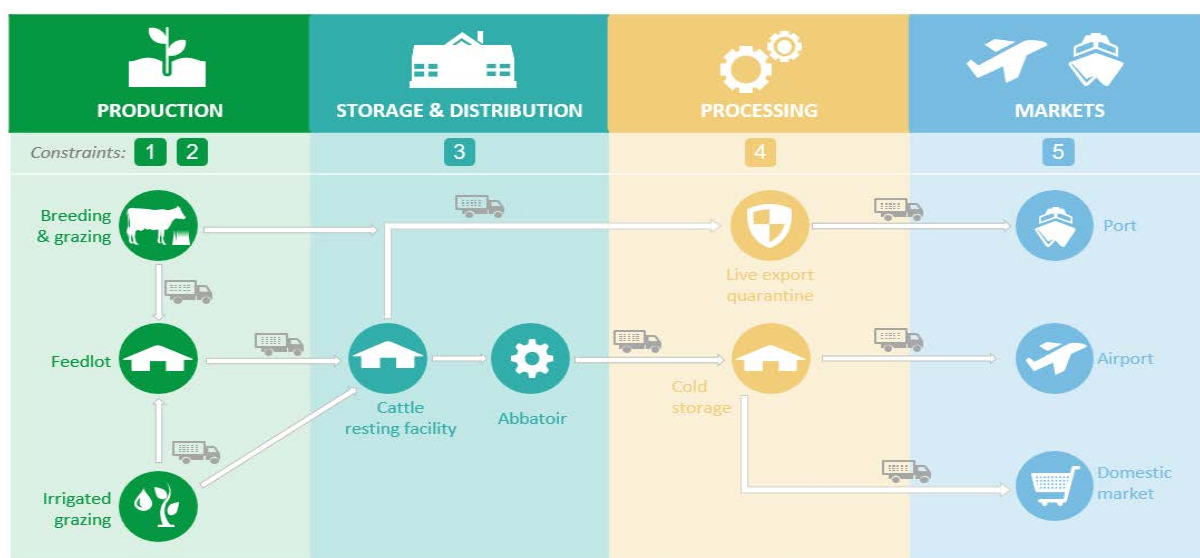 PRODUCTION
STORAGE & DISTRIBUTION
PROCESSING
MARKETS
Constraints: 1 2
3
4
5
Breeding
& grazing
Live export
quarantine
Port
Feedlot
Cattle
resting facility
Abbatoir
Cold
storage
Airport
Irrigated
grazing
Domestic
market